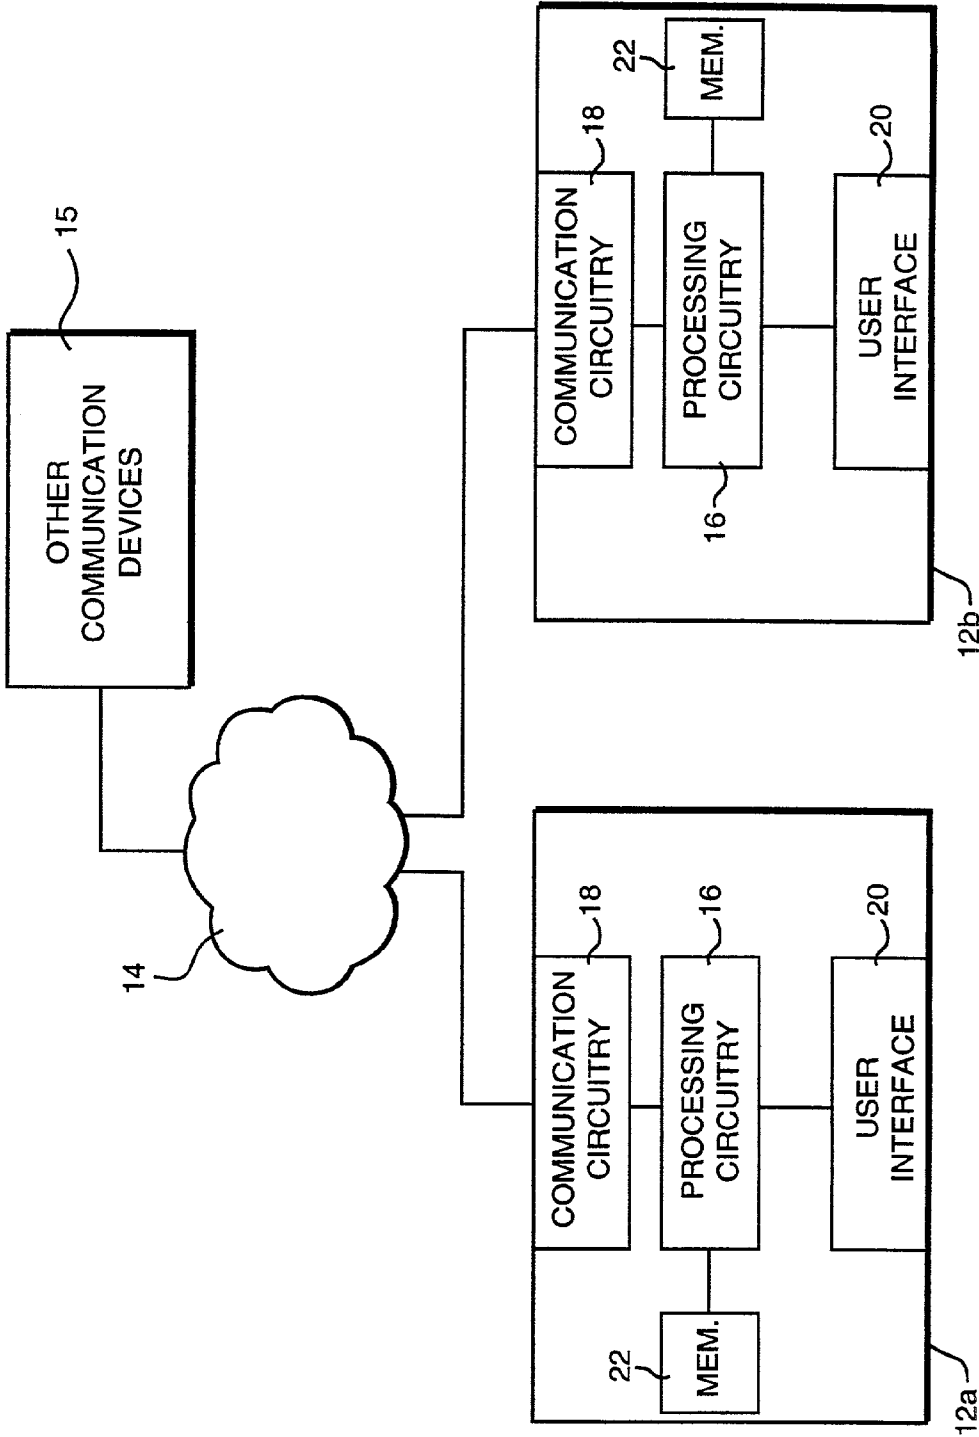 OTHER
COMMUNICATION
DEVICES
15
14
COMMUNICATION
CIRCUITRY
18
22
MEM.
PROCESSING
CIRCUITRY
16
USER
INTERFACE
20
12a
COMMUNICATION
CIRCUITRY
18
16
PROCESSING
CIRCUITRY
22
MEM.
USER
INTERFACE
20
12b